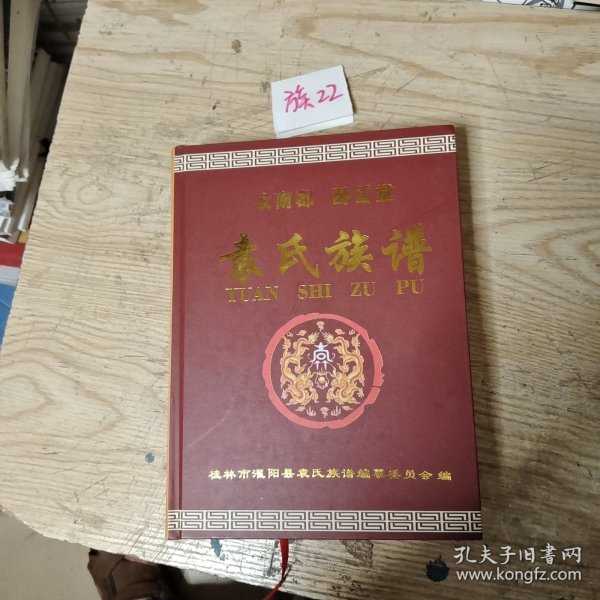 族22
汝南郡 卧雪堂
袁氏族谱
YUAN SHI ZU PU
桂林市灌阳县袁氏族谱编纂委员会 编
孔夫子旧书网
www.kongfz.com